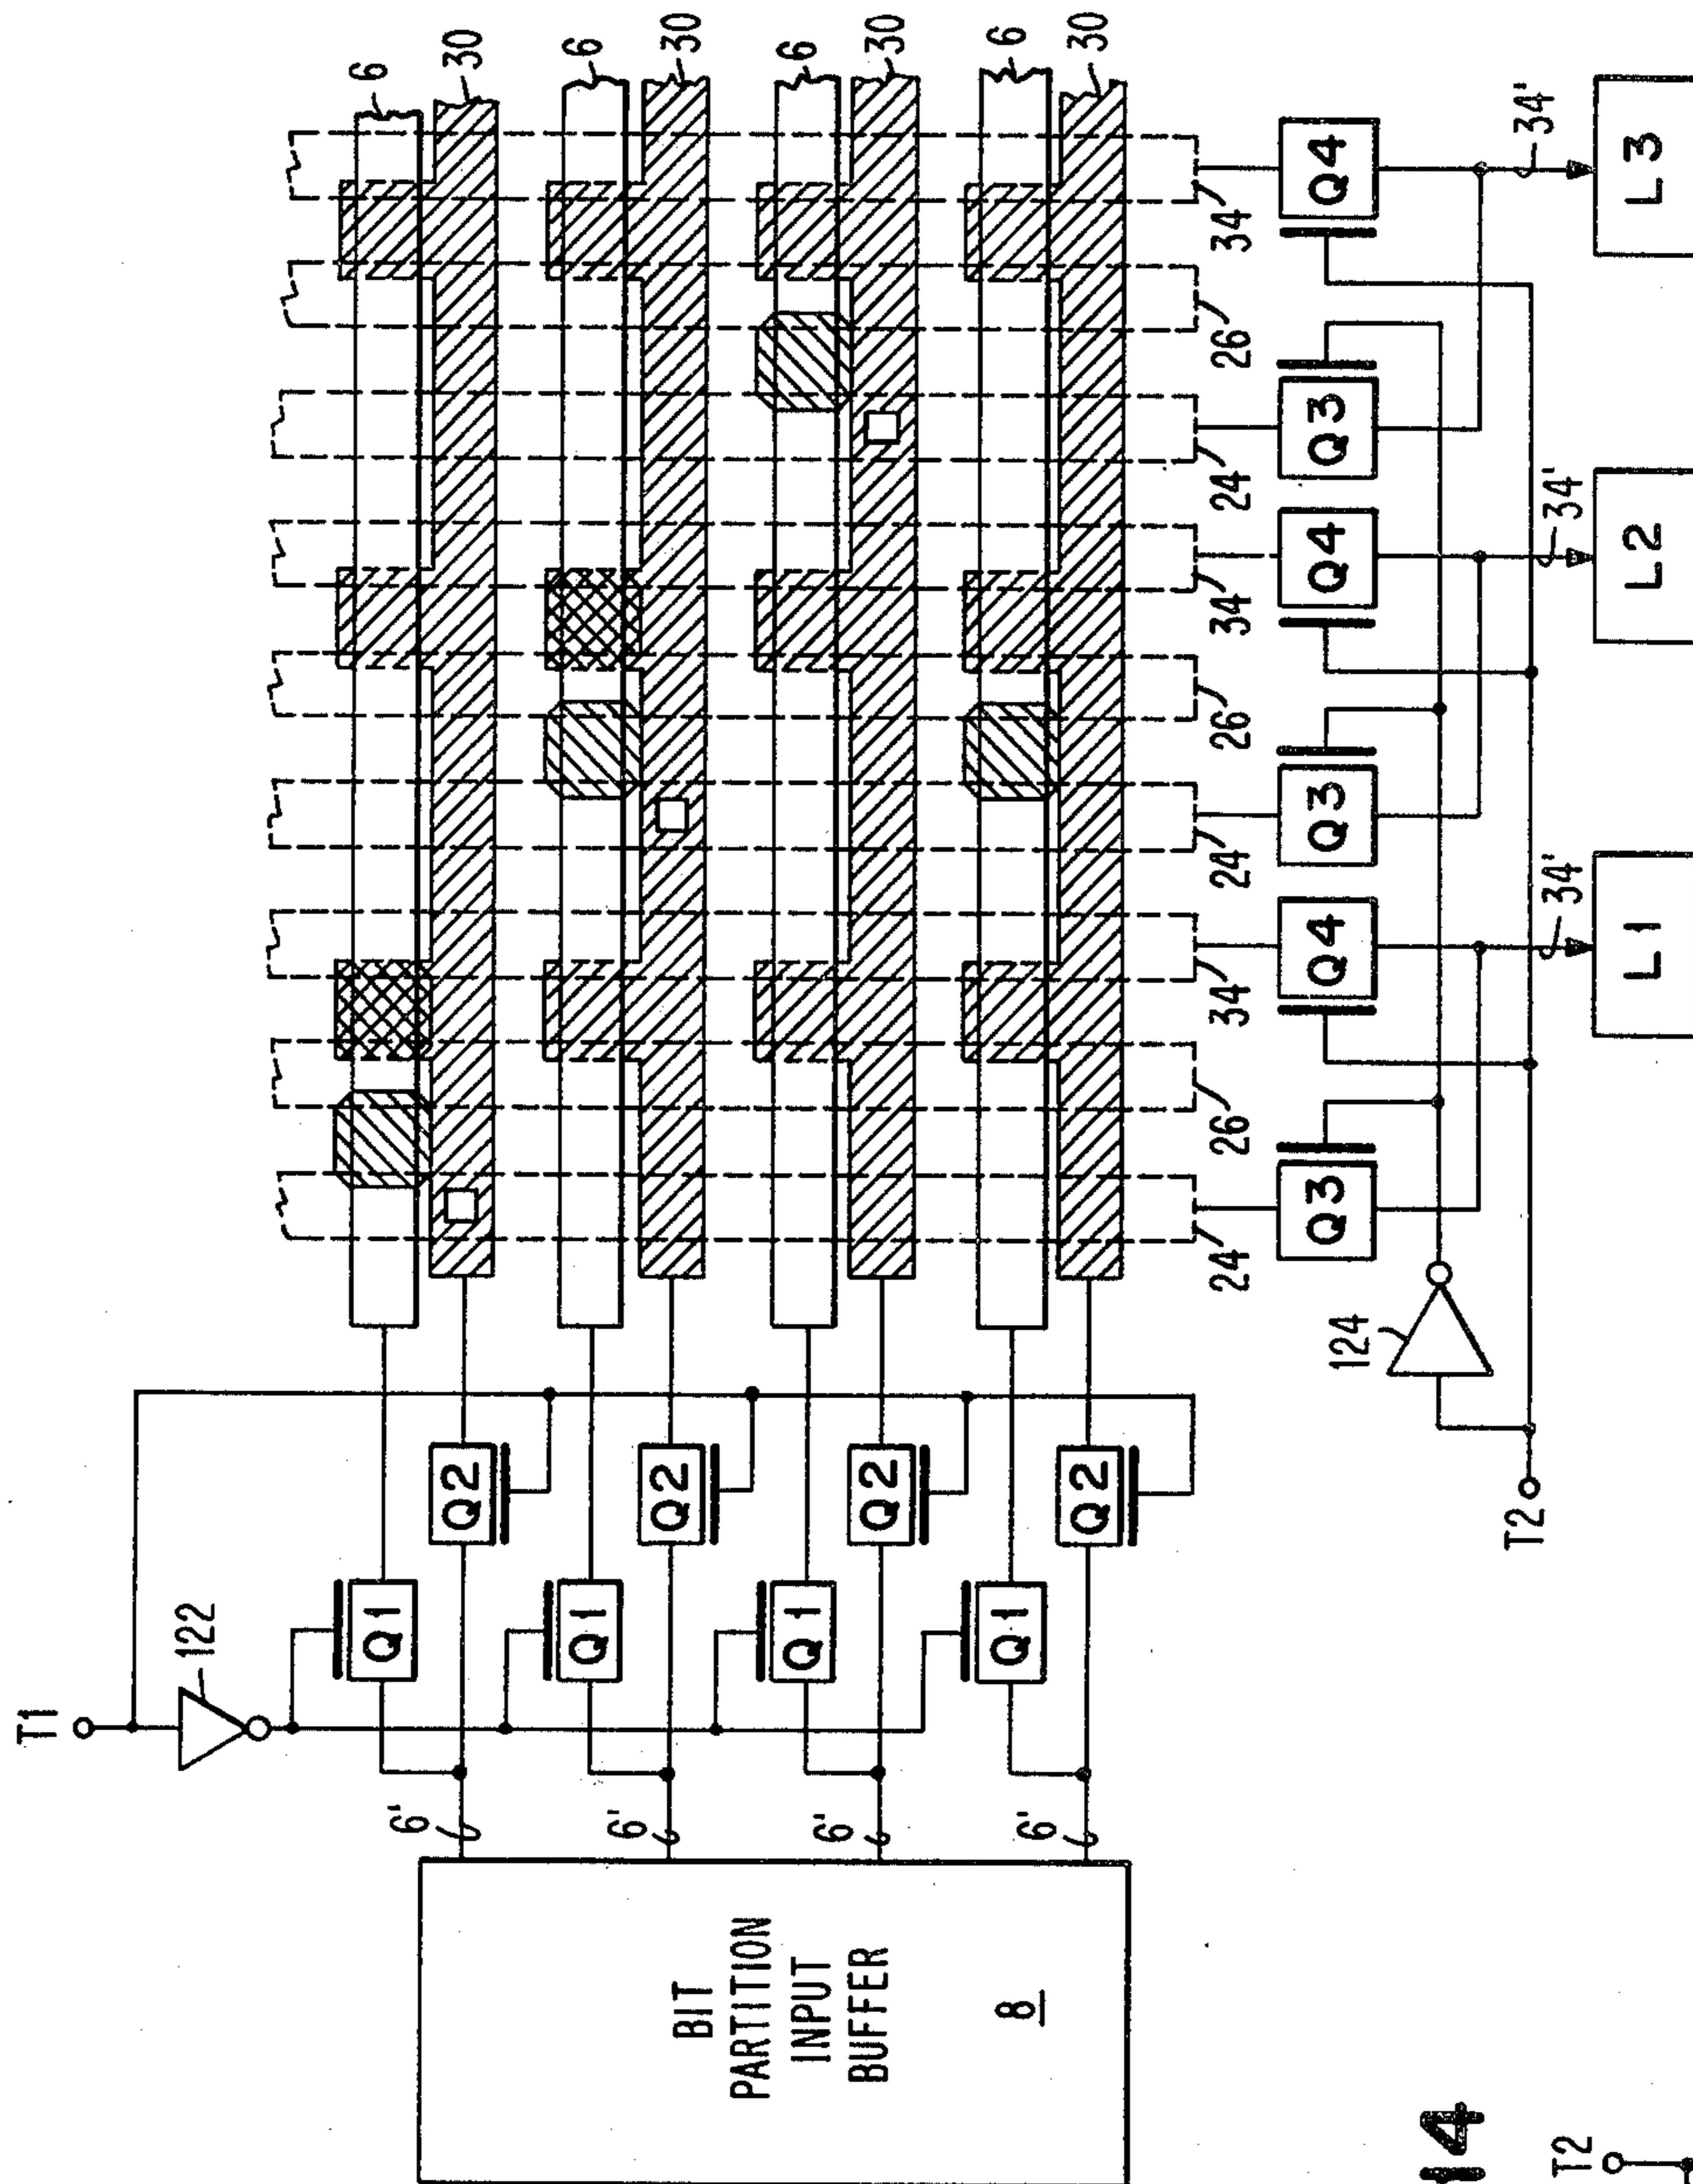 T1
122
BIT
PARTITION
INPUT
BUFFER
8
6' Q1 6
Q2 30
6' Q1 6
Q2 30
6' Q1 6
Q2 30
6' Q1 6
Q2 30
24 26 34 24 26 34 24 26 34
Q3 Q4 Q3 Q4 Q3 Q4
124
T2
34' 34' 34'
L1 L2 L3
14
T2